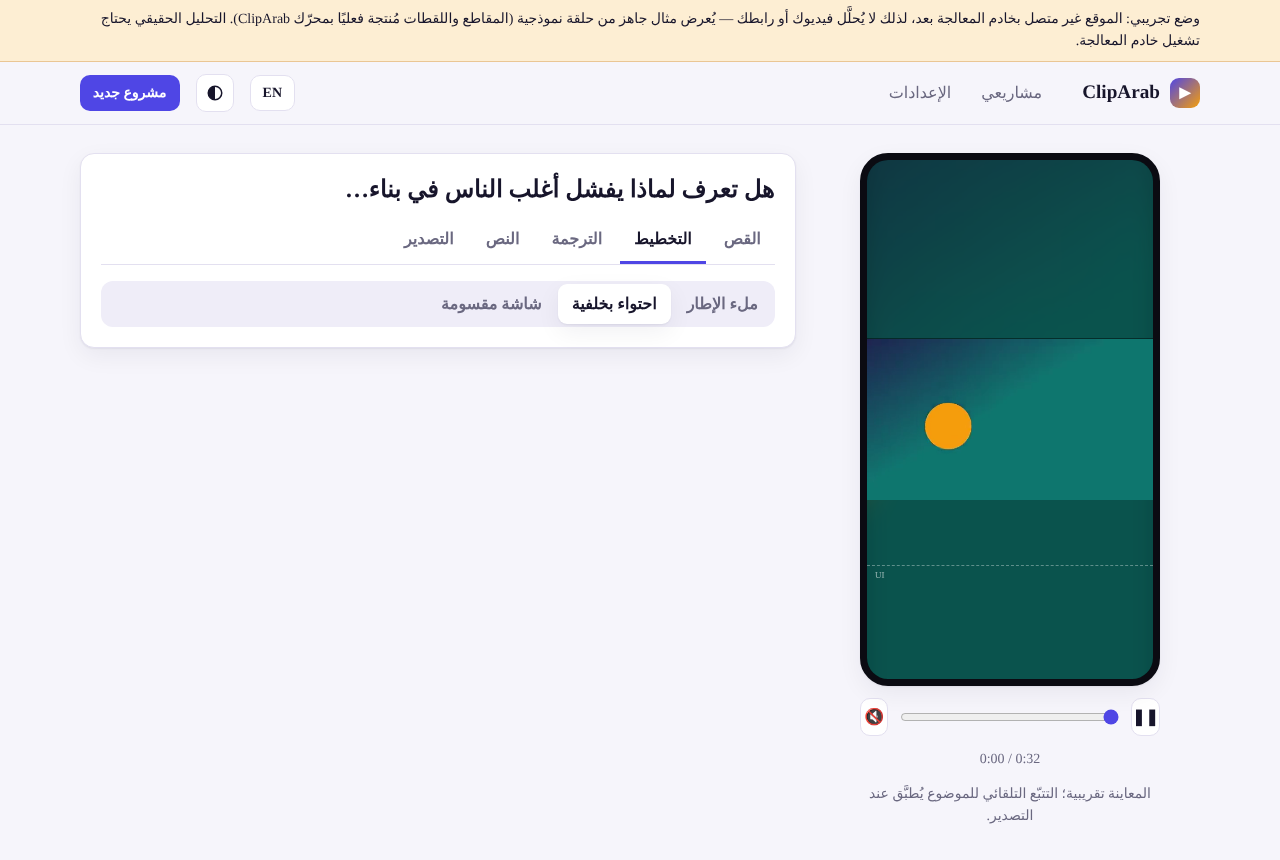 وضع تجريبي: الموقع غير متصل بخادم المعالجة بعد، لذلك لا يُحلَّل فيديوك أو رابطك — يُعرض مثال جاهز من حلقة نموذجية (المقاطع واللقطات مُنتجة فعليًا بمحرّك ClipArab). التحليل الحقيقي يحتاج
تشغيل خادم المعالجة.
ClipArab
مشاريعي
الإعدادات
EN
مشروع جديد
هل تعرف لماذا يفشل أغلب الناس في بناء…
القص
التخطيط
الترجمة
النص
التصدير
ملء الإطار
احتواء بخلفية
شاشة مقسومة
UI
0:00 / 0:32
المعاينة تقريبية؛ التتبّع التلقائي للموضوع يُطبَّق عند
التصدير.